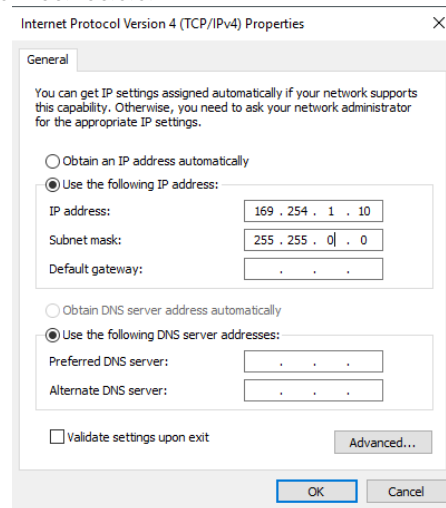 Internet Protocol Version 4 (TCP/IPv4) Properties
General
You can get IP settings assigned automatically if your network supports
this capability. Otherwise, you need to ask your network administrator
for the appropriate IP settings.
Obtain an IP address automatically
Use the following IP address:
IP address: 169 . 254 . 1 . 10
Subnet mask: 255 . 255 . 0 . 0
Default gateway: . . .
Obtain DNS server address automatically
Use the following DNS server addresses:
Preferred DNS server: . . .
Alternate DNS server: . . .
Validate settings upon exit
Advanced...
OK Cancel